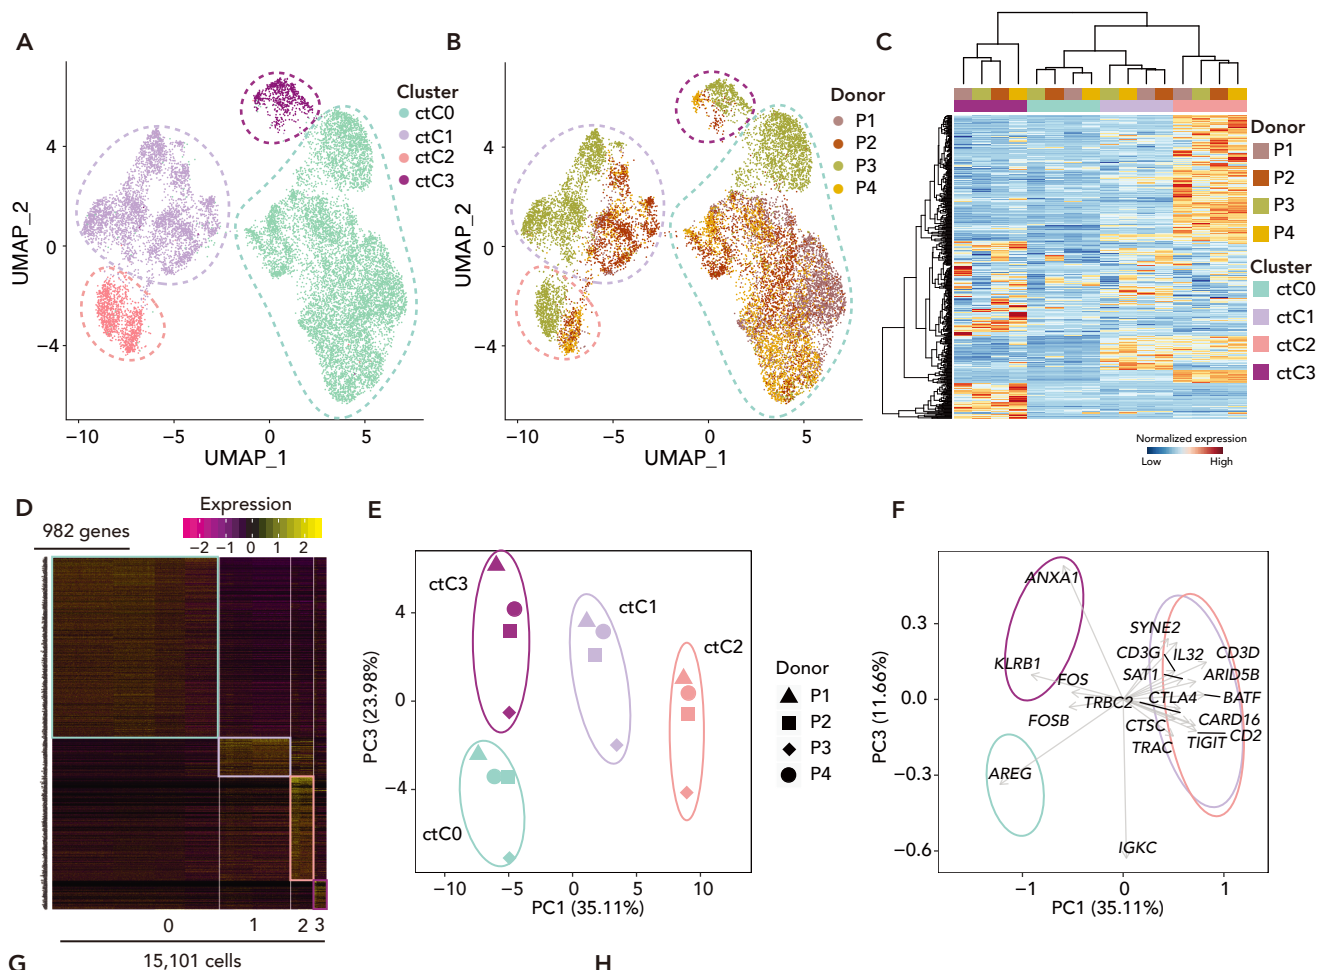 A
B
C
Cluster
ctC0
ctC1
ctC2
ctC3
4
0
−4
UMAP_2
−10
−5
0
5
UMAP_1
Donor
P1
P2
P3
P4
4
0
−4
UMAP_2
−10
−5
0
5
UMAP_1
Donor
P1
P2
P3
P4
Cluster
ctC0
ctC1
ctC2
ctC3
Normalized expression
Low
High
D
Expression
982 genes
−2
−1
0
1
2
0
1
2
3
15,101 cells
E
ctC3
ctC1
ctC2
ctC0
4
0
−4
PC3 (23.98%)
−10
−5
0
5
10
PC1 (35.11%)
Donor
P1
P2
P3
P4
F
ANXA1
SYNE2
CD3G
IL32
CD3D
KLRB1
FOS
SAT1
ARID5B
TRBC2
CTLA4
BATF
FOSB
CTSC
CARD16
TRAC
TIGIT
CD2
AREG
IGKC
0.3
0.0
−0.3
−0.6
PC3 (11.66%)
−1
0
1
PC1 (35.11%)
G
H